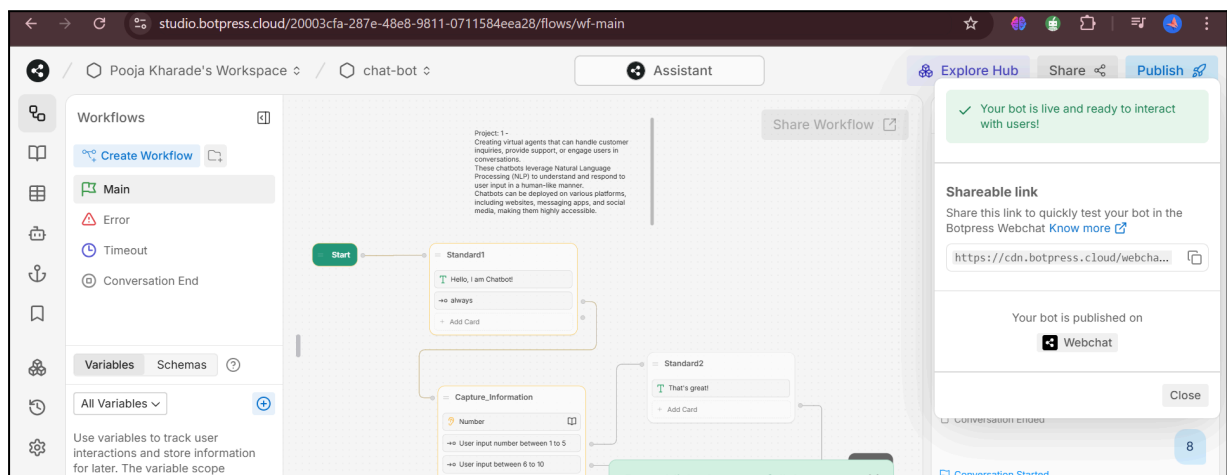 studio.botpress.cloud/20003cfa-287e-48e8-9811-0711584eea28/flows/wf-main
Pooja Kharade's Workspace
chat-bot
Assistant
Explore Hub
Share
Publish
Workflows
Create Workflow
Main
Error
Timeout
Conversation End
Variables
Schemas
All Variables
Use variables to track user
interactions and store information
for later. The variable scope
Project: 1 -
Creating virtual agents that can handle customer
inquiries, provide support, or engage users in
conversations.
These chatbots leverage Natural Language
Processing (NLP) to understand and respond to
user input in a human-like manner.
Chatbots can be deployed on various platforms,
including websites, messaging apps, and social
media, making them highly accessible.
Share Workflow
Start
Standard1
Hello, I am Chatbot!
always
+ Add Card
Capture_Information
Number
User input number between 1 to 5
User input between 6 to 10
Standard2
That's great!
+ Add Card
Your bot is live and ready to interact
with users!
Shareable link
Share this link to quickly test your bot in the
Botpress Webchat Know more
https://cdn.botpress.cloud/webcha...
Your bot is published on
Webchat
Close
Conversation Ended
8
Conversation Started